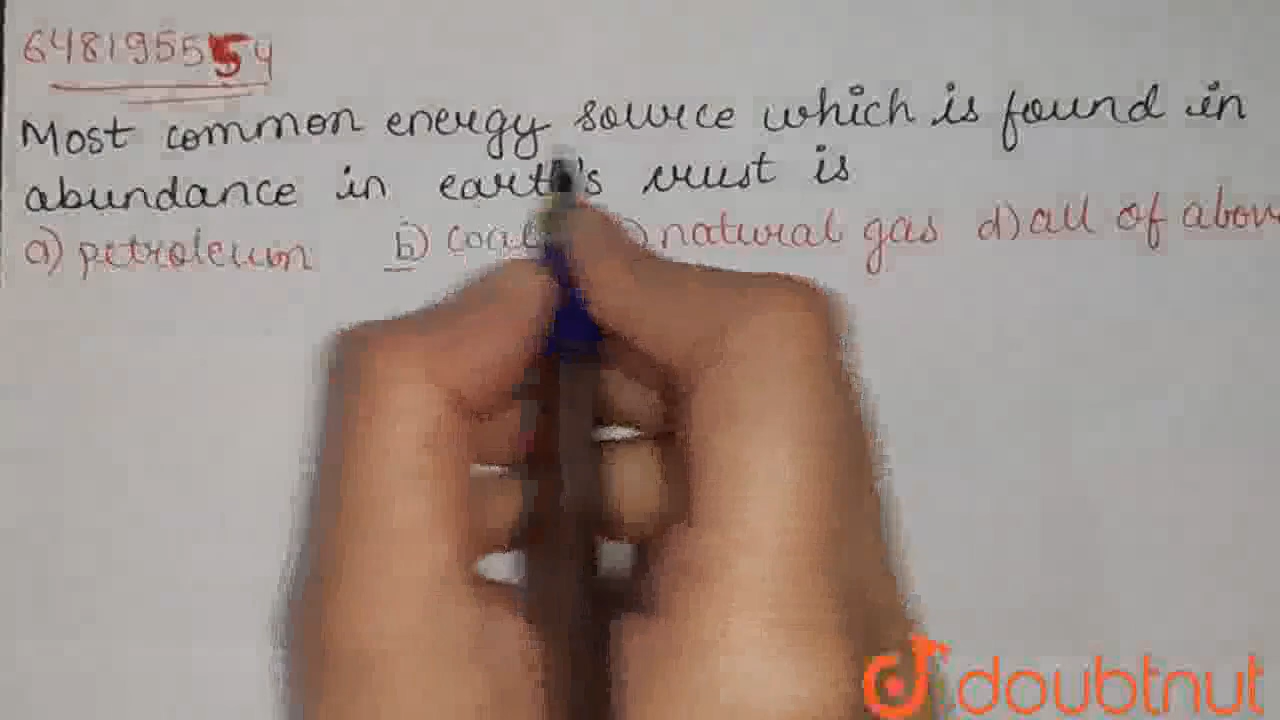 648195554
Most common energy source which is found in
abundance in earth's crust is
a) petroleum b) coal natural gas d) all of above
doubtnut